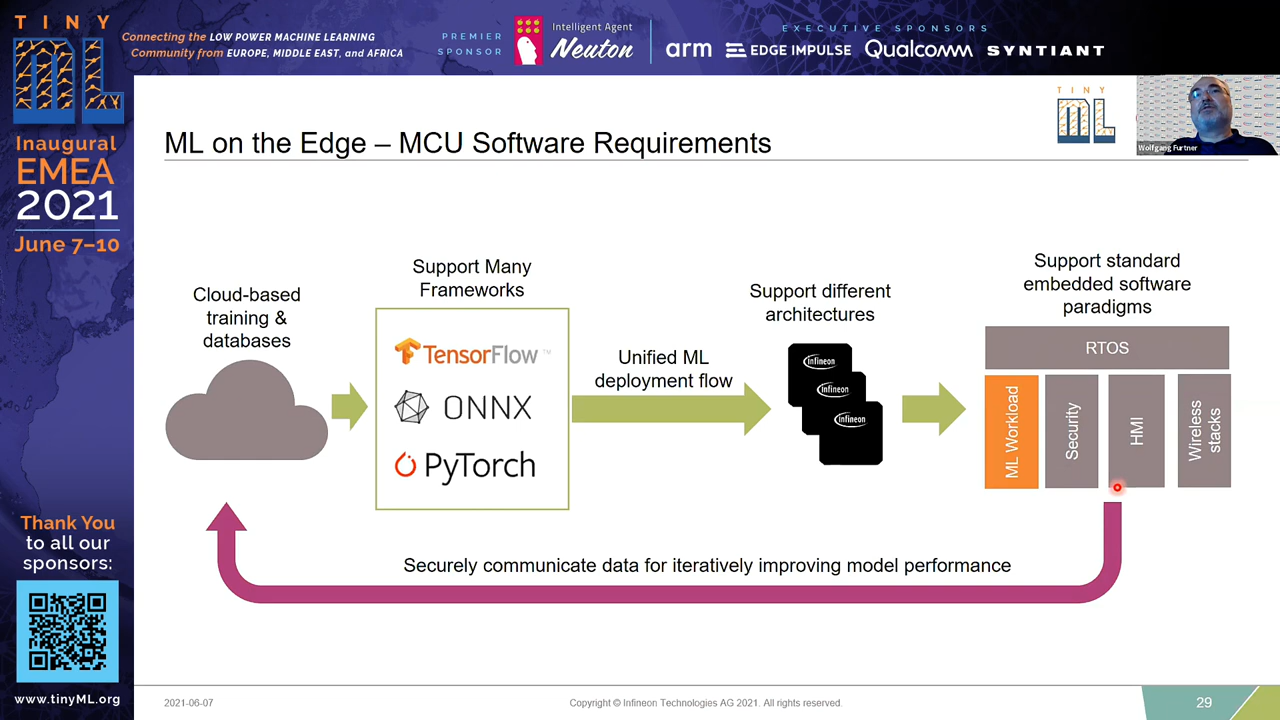 TINY
ML
Connecting the LOW POWER MACHINE LEARNING
Community from EUROPE, MIDDLE EAST, and AFRICA
PREMIER
SPONSOR
Intelligent Agent
Neuton
EXECUTIVE SPONSORS
arm
EDGE IMPULSE
Qualcomm
SYNTIANT
Inaugural
EMEA
2021
June 7–10
Thank You
to all our
sponsors:
www.tinyML.org
ML on the Edge – MCU Software Requirements
TINY
ML
Wolfgang Furtner
Cloud-based
training &
databases
Support Many
Frameworks
TensorFlow™
ONNX
PyTorch
Unified ML
deployment flow
Support different
architectures
infineon
infineon
infineon
Support standard
embedded software
paradigms
RTOS
ML Workload
Security
HMI
Wireless
stacks
Securely communicate data for iteratively improving model performance
2021-06-07
Copyright © Infineon Technologies AG 2021. All rights reserved.
29